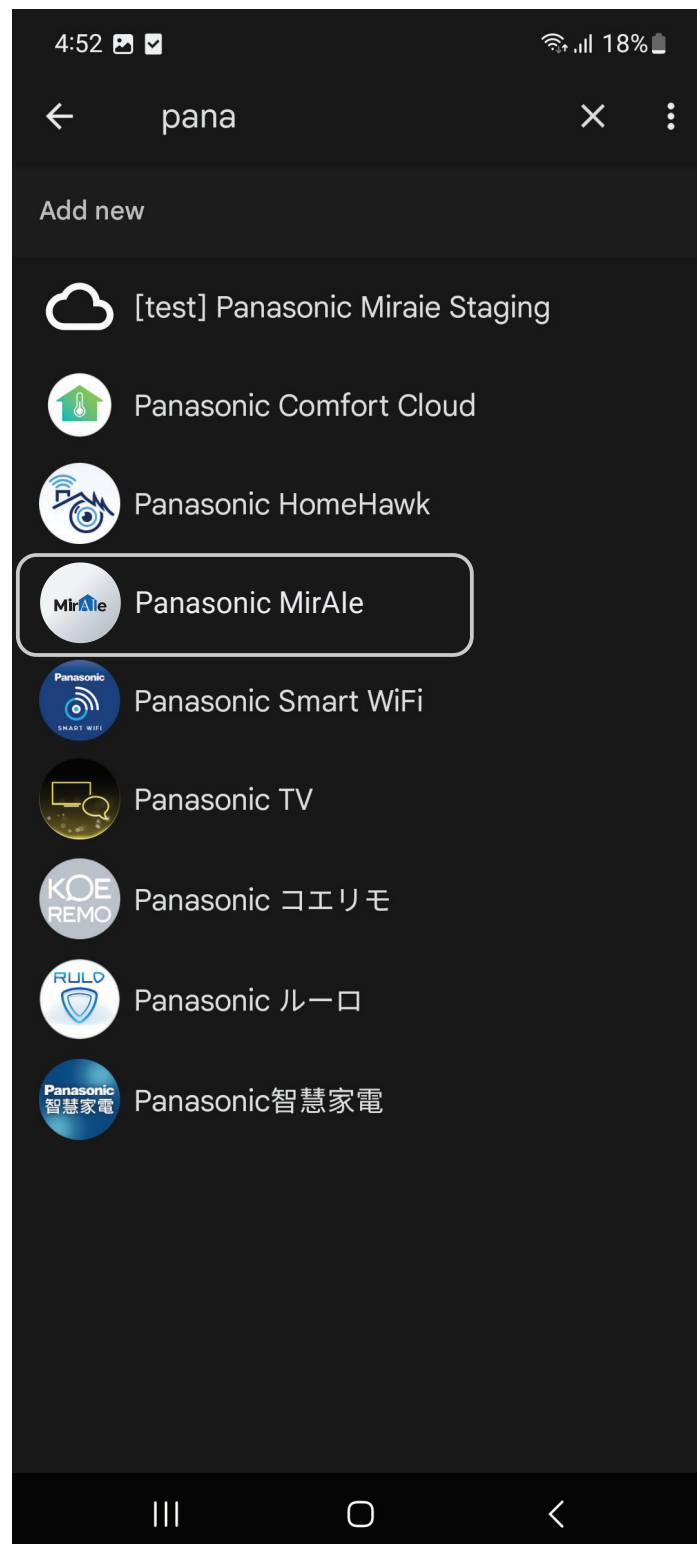 4:52
18%
pana
Add new
[test] Panasonic Miraie Staging
Panasonic Comfort Cloud
Panasonic HomeHawk
MirAIe
Panasonic MirAIe
Panasonic
SMART WIFI
Panasonic Smart WiFi
Panasonic TV
KOE
REMO
Panasonic コエリモ
RULO
Panasonic ルーロ
Panasonic
智慧家電
Panasonic智慧家電